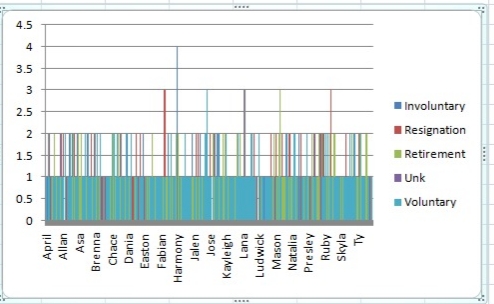 4.5
4
3.5
3
2.5
2
1.5
1
0.5
0
Involuntary
Resignation
Retirement
Unk
Voluntary
April
Allan
Asa
Brenna
Chace
Dania
Easton
Fabian
Harmony
Jalen
Jose
Kayleigh
Lana
Ludwick
Mason
Natalia
Presley
Ruby
Skyla
Ty